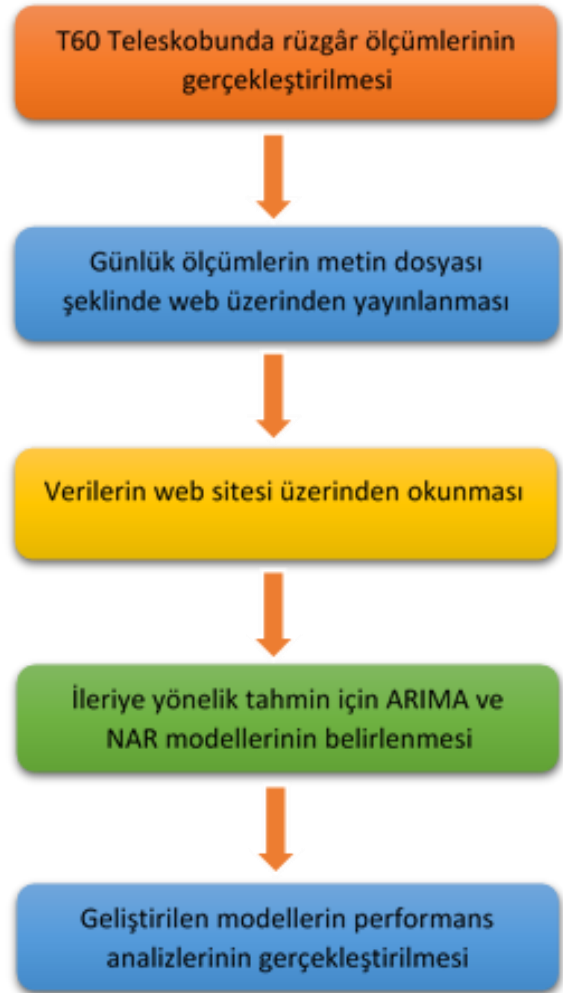 T60 Teleskobunda rüzgâr ölçümlerinin
gerçekleştirilmesi
Günlük ölçümlerin metin dosyası
şeklinde web üzerinden yayınlanması
Verilerin web sitesi üzerinden okunması
İleriye yönelik tahmin için ARIMA ve
NAR modellerinin belirlenmesi
Geliştirilen modellerin performans
analizlerinin gerçekleştirilmesi